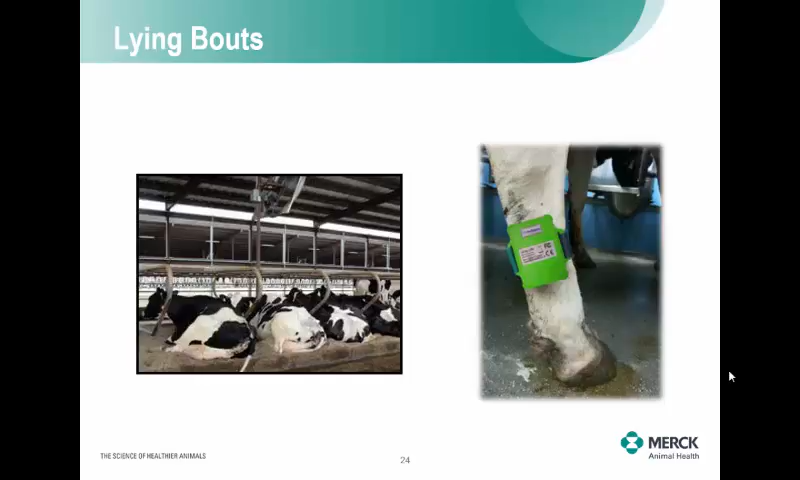 Lying Bouts
THE SCIENCE OF HEALTHIER ANIMALS
24
MERCK
Animal Health